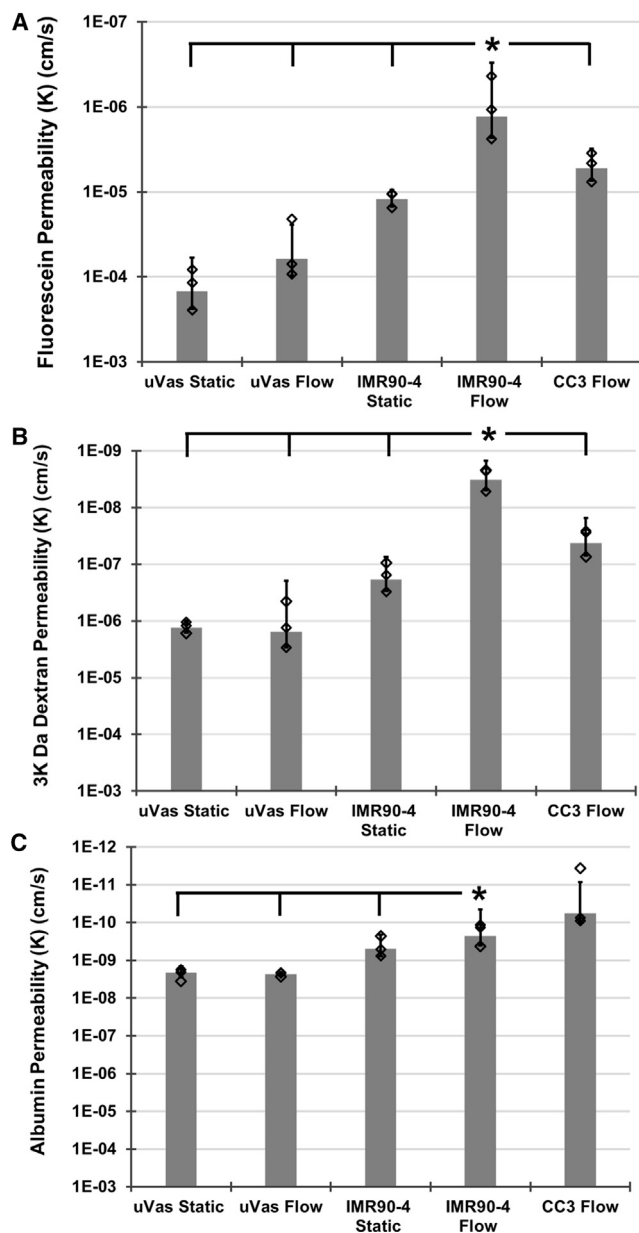 A
Fluorescein Permeability (K) (cm/s)
1E-07
1E-06
1E-05
1E-04
1E-03
*
uVas Static
uVas Flow
IMR90-4
Static
IMR90-4
Flow
CC3 Flow
B
3K Da Dextran Permeability (K) (cm/s)
1E-09
1E-08
1E-07
1E-06
1E-05
1E-04
1E-03
*
uVas Static
uVas Flow
IMR90-4
Static
IMR90-4
Flow
CC3 Flow
C
Albumin Permeability (K) (cm/s)
1E-12
1E-11
1E-10
1E-09
1E-08
1E-07
1E-06
1E-05
1E-04
1E-03
*
uVas Static
uVas Flow
IMR90-4
Static
IMR90-4
Flow
CC3 Flow